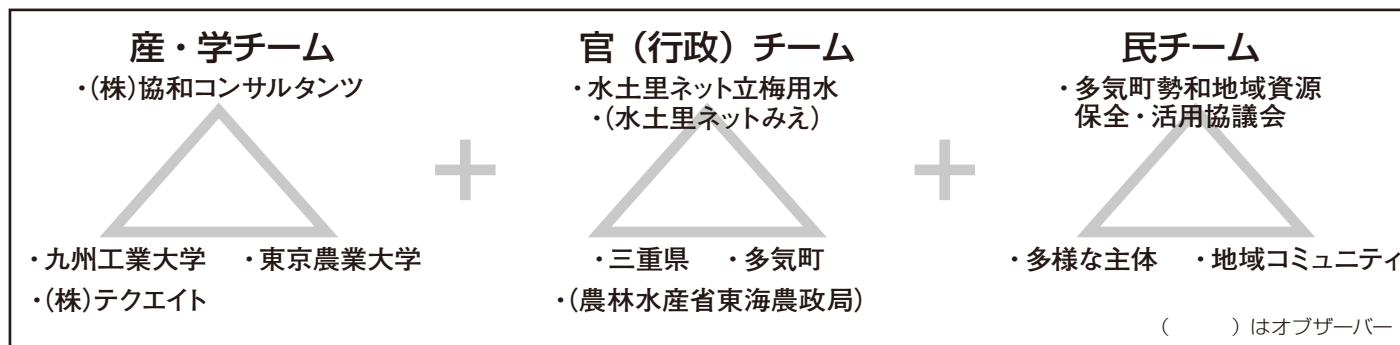 産・学チーム
・(株)協和コンサルタンツ
・九州工業大学 ・東京農業大学
・(株)テクエイト
官（行政）チーム
・水土里ネット立梅用水
・(水土里ネットみえ)
・三重県 ・多気町
・(農林水産省東海農政局)
民チーム
・多気町勢和地域資源
保全・活用協議会
・多様な主体 ・地域コミュニティ
（ ）はオブザーバー